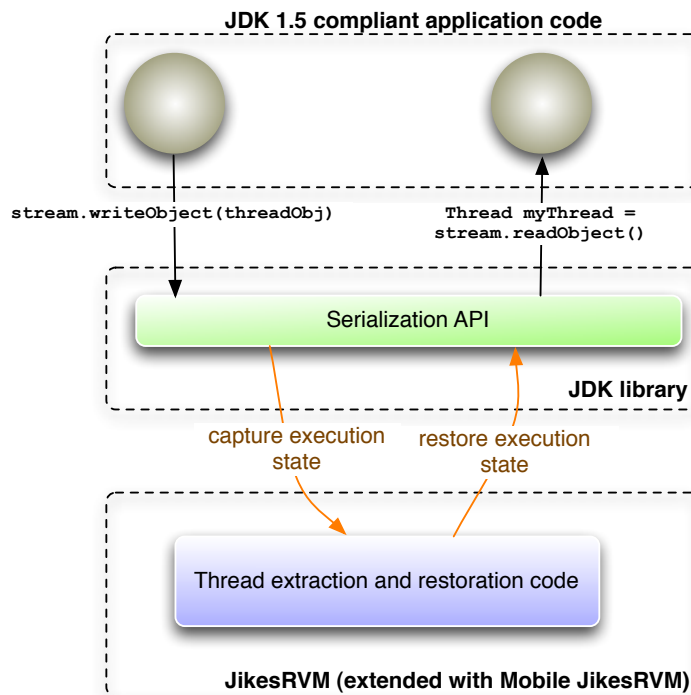 JDK 1.5 compliant application code
stream.writeObject(threadObj)
Thread myThread =
stream.readObject()
Serialization API
JDK library
capture execution
state
restore execution
state
Thread extraction and restoration code
JikesRVM (extended with Mobile JikesRVM)